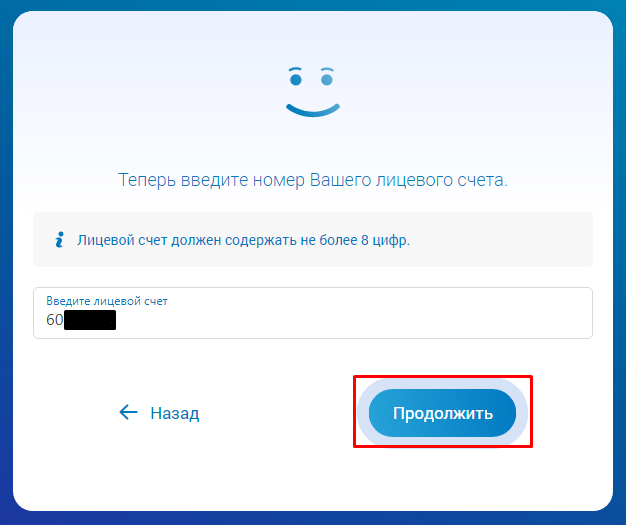 Теперь введите номер Вашего лицевого счета.
Лицевой счет должен содержать не более 8 цифр.
Введите лицевой счет
60
Назад
Продолжить